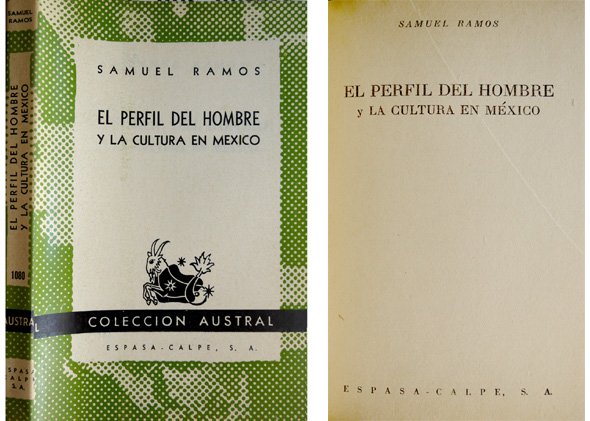 SAMUEL
RAMOS
EL PERFIL DEL HOMBRE
Y LA CULTURA EN MEXICO
1080
AUSTRAL
ESPASA
CALPE
S.A.
SAMUEL RAMOS
EL PERFIL DEL HOMBRE
Y LA CULTURA EN MEXICO
COLECCION AUSTRAL
ESPASA-CALPE, S. A.
SAMUEL RAMOS
EL PERFIL DEL HOMBRE
y LA CULTURA EN MÉXICO
ESPASA-CALPE, S. A.